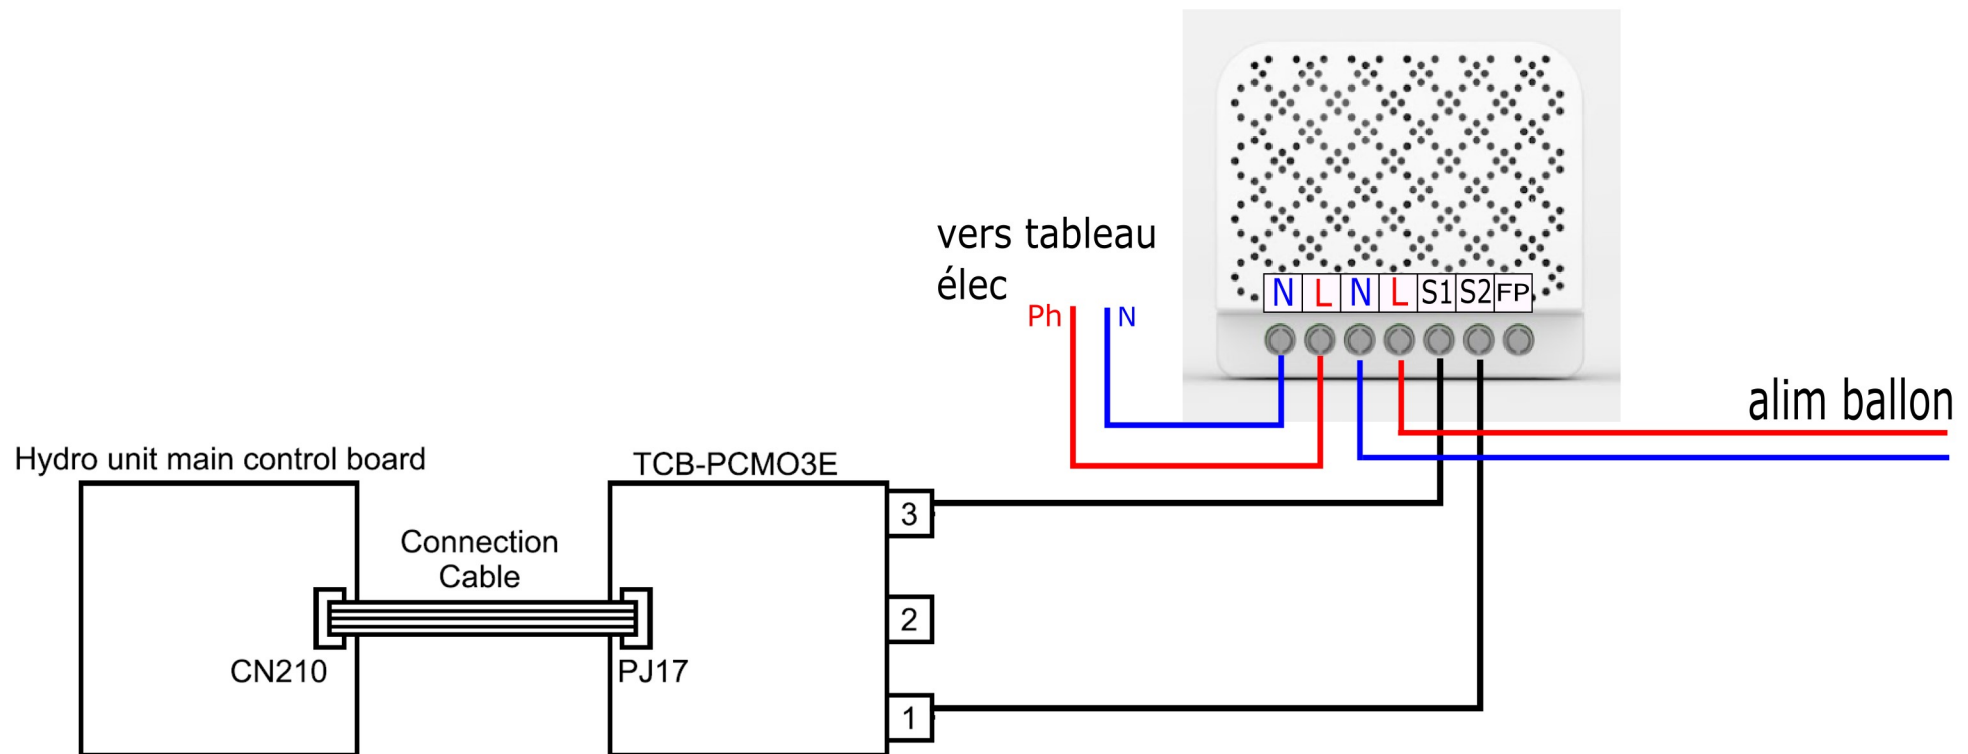 vers tableau
élec
Ph
N
N L N L S1 S2 FP
alim ballon
Hydro unit main control board
TCB-PCMO3E
3
Connection
Cable
2
CN210
PJ17
1